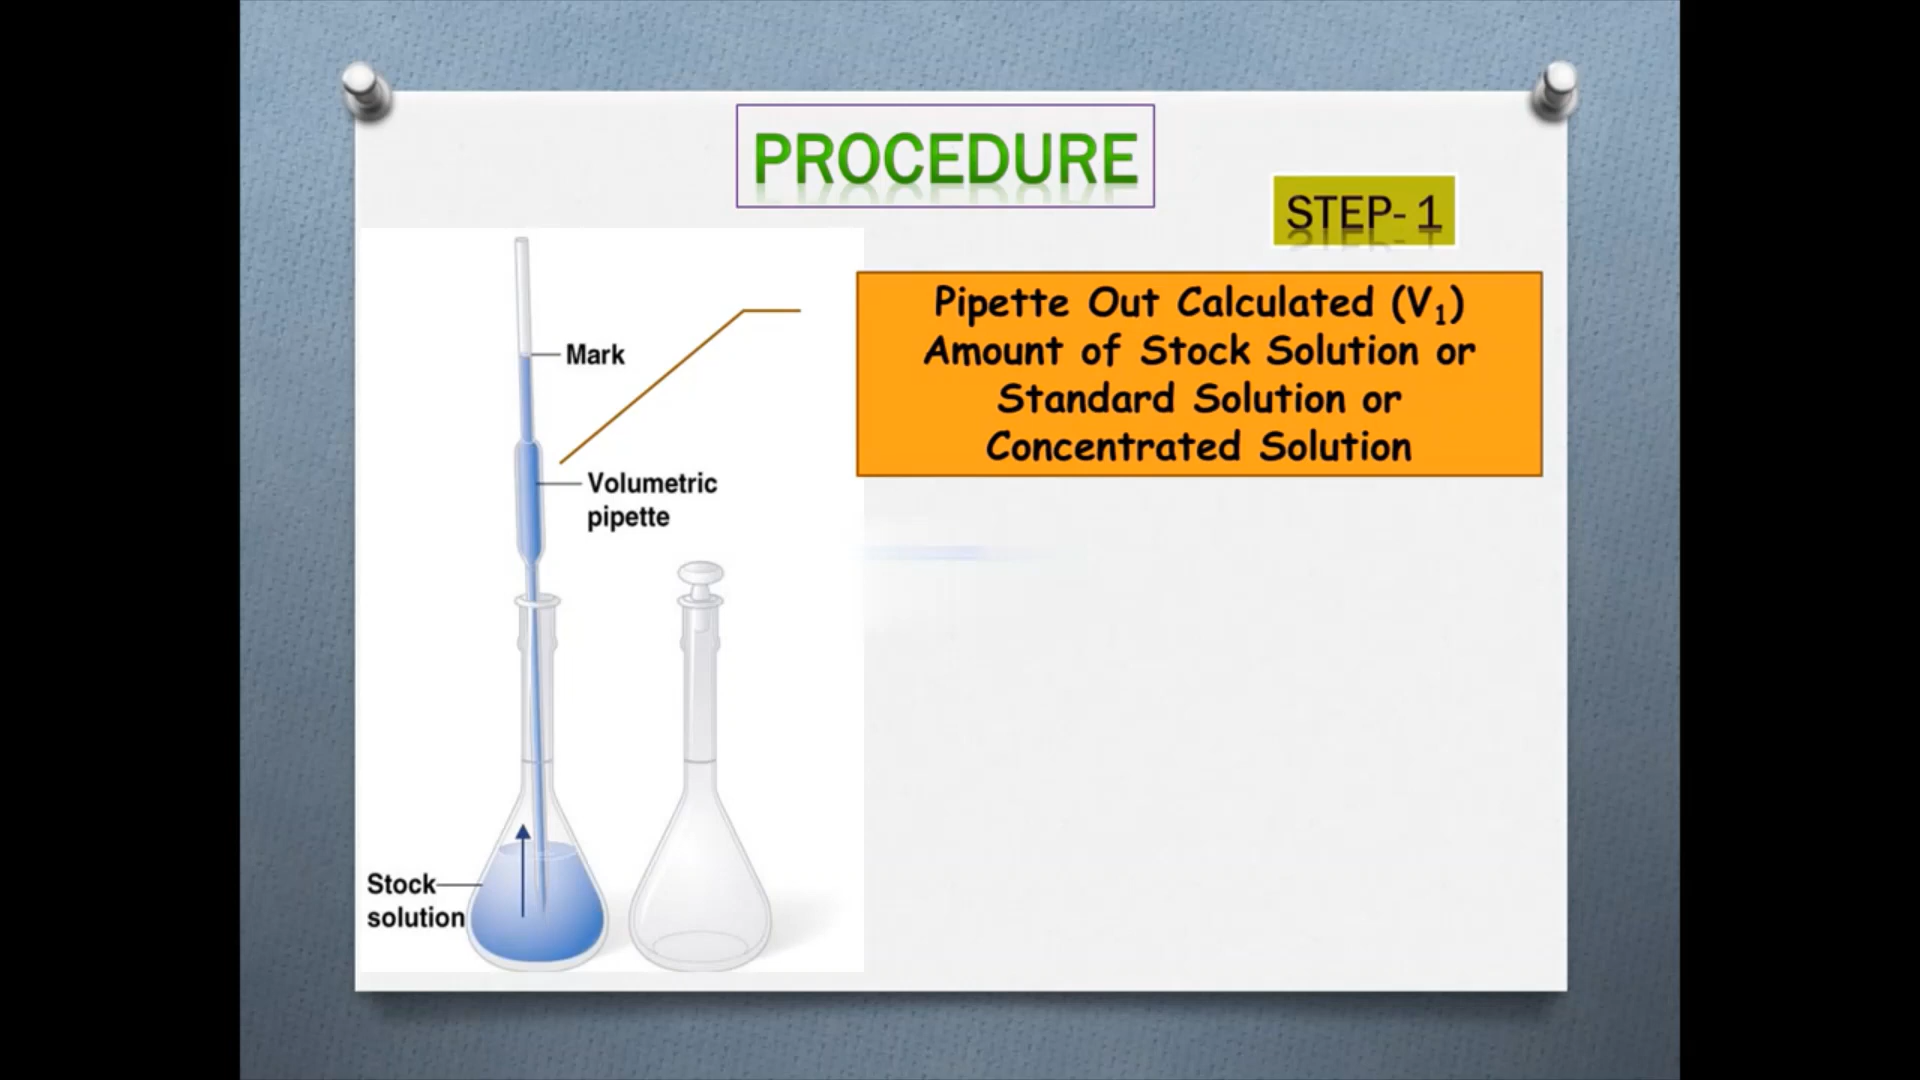 PROCEDURE
STEP- 1
Pipette Out Calculated (V₁)
Amount of Stock Solution or
Standard Solution or
Concentrated Solution
Mark
Volumetric
pipette
Stock
solution